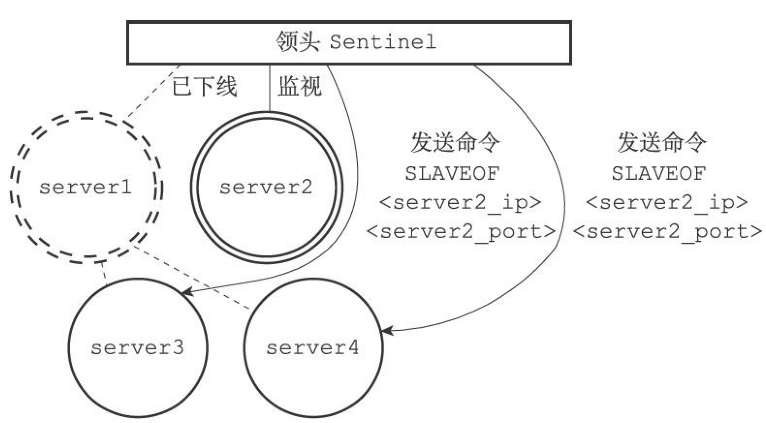 领头 Sentinel
已下线
监视
server1
server2
发送命令
SLAVEOF
<server2_ip>
<server2_port>
发送命令
SLAVEOF
<server2_ip>
<server2_port>
server3
server4